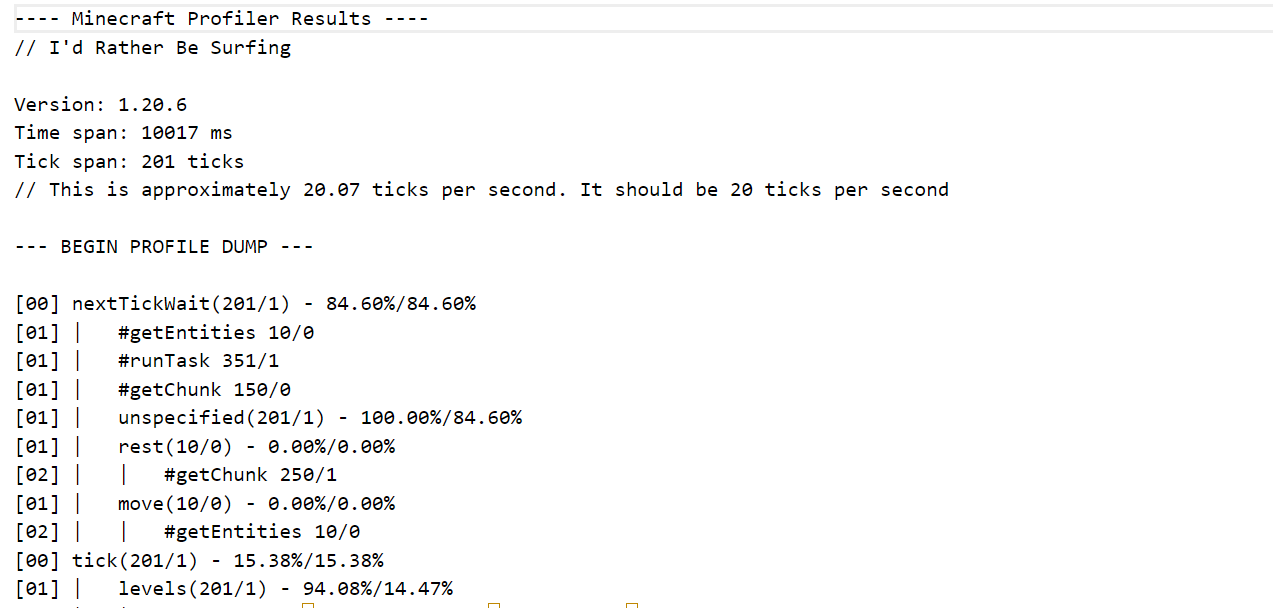 ---- Minecraft Profiler Results ----
// I'd Rather Be Surfing
Version: 1.20.6
Time span: 10017 ms
Tick span: 201 ticks
// This is approximately 20.07 ticks per second. It should be 20 ticks per second
--- BEGIN PROFILE DUMP ---
[00] nextTickWait(201/1) - 84.60%/84.60%
[01] |   #getEntities 10/0
[01] |   #runTask 351/1
[01] |   #getChunk 150/0
[01] |   unspecified(201/1) - 100.00%/84.60%
[01] |   rest(10/0) - 0.00%/0.00%
[02] |   |   #getChunk 250/1
[01] |   move(10/0) - 0.00%/0.00%
[02] |   |   #getEntities 10/0
[00] tick(201/1) - 15.38%/15.38%
[01] |   levels(201/1) - 94.08%/14.47%